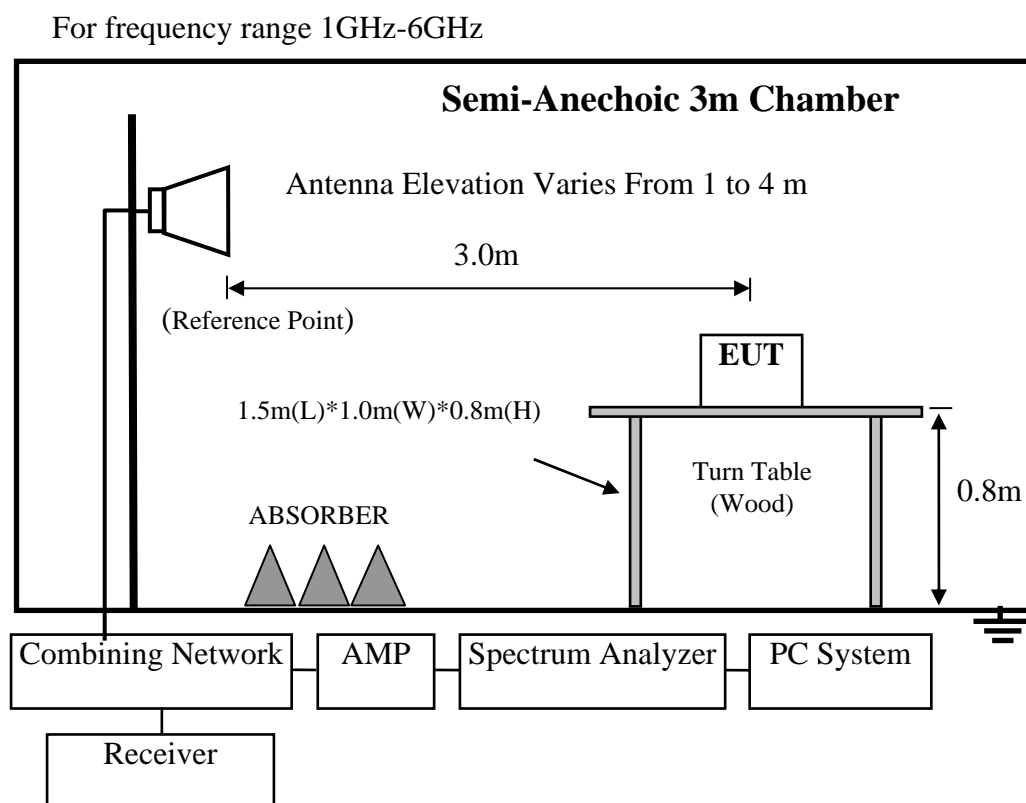 For frequency range 1GHz-6GHz
Semi-Anechoic 3m Chamber
Antenna Elevation Varies From 1 to 4 m
3.0m
(Reference Point)
EUT
1.5m(L)*1.0m(W)*0.8m(H)
Turn Table
(Wood)
0.8m
ABSORBER
Combining Network
AMP
Spectrum Analyzer
PC System
Receiver